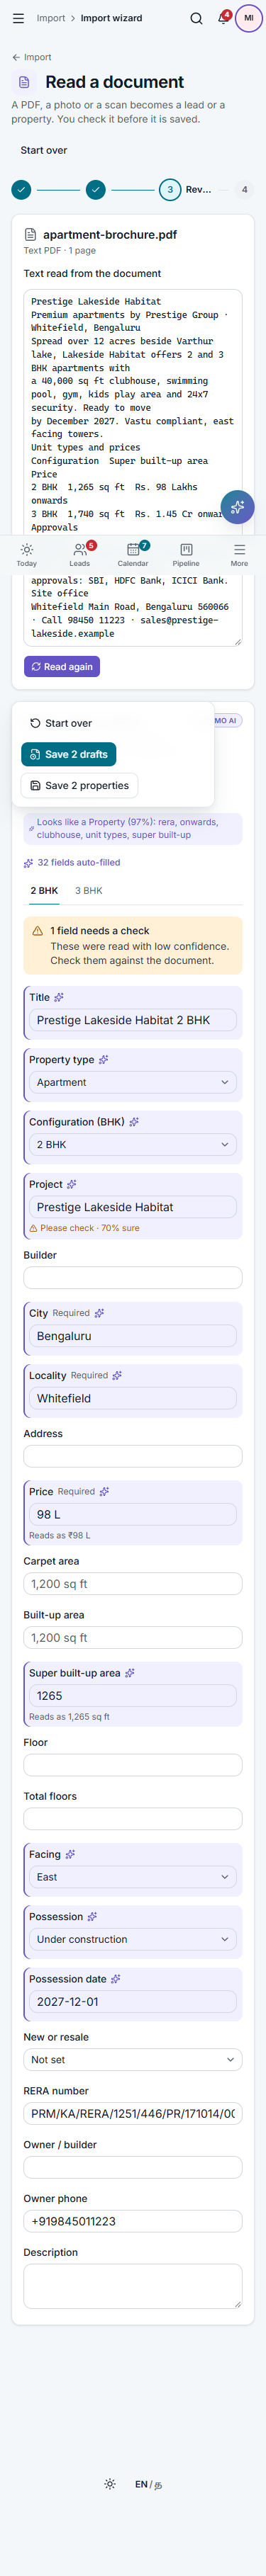 Import > Import wizard
4
MI
← Import
Read a document
A PDF, a photo or a scan becomes a lead or a
property. You check it before it is saved.
Start over
3 Rev... 4
apartment-brochure.pdf
Text PDF · 1 page
Text read from the document
Prestige Lakeside Habitat
Premium apartments by Prestige Group ·
Whitefield, Bengaluru
Spread over 12 acres beside Varthur
lake, Lakeside Habitat offers 2 and 3
BHK apartments with
a 40,000 sq ft clubhouse, swimming
pool, gym, kids play area and 24x7
security. Ready to move
by December 2027. Vastu compliant, east
facing towers.
Unit types and prices
Configuration Super built-up area
Price
2 BHK 1,265 sq ft Rs. 98 Lakhs
onwards
3 BHK 1,740 sq ft Rs. 1.45 Cr onwar
Approvals
Today
Leads 5
Calendar 7
Pipeline
More
approvals: SBI, HDFC Bank, ICICI Bank.
Site office
Whitefield Main Road, Bengaluru 560066
· Call 98450 11223 · sales@prestige-
lakeside.example
Read again
Start over
MO AI
Save 2 drafts
Save 2 properties
Looks like a Property (97%): rera, onwards,
clubhouse, unit types, super built-up
32 fields auto-filled
2 BHK 3 BHK
1 field needs a check
These were read with low confidence.
Check them against the document.
Title
Prestige Lakeside Habitat 2 BHK
Property type
Apartment
Configuration (BHK)
2 BHK
Project
Prestige Lakeside Habitat
Please check · 70% sure
Builder
City Required
Bengaluru
Locality Required
Whitefield
Address
Price Required
98 L
Reads as ₹98 L
Carpet area
1,200 sq ft
Built-up area
1,200 sq ft
Super built-up area
1265
Reads as 1,265 sq ft
Floor
Total floors
Facing
East
Possession
Under construction
Possession date
2027-12-01
New or resale
Not set
RERA number
PRM/KA/RERA/1251/446/PR/171014/00
Owner / builder
Owner phone
+919845011223
Description
EN / த